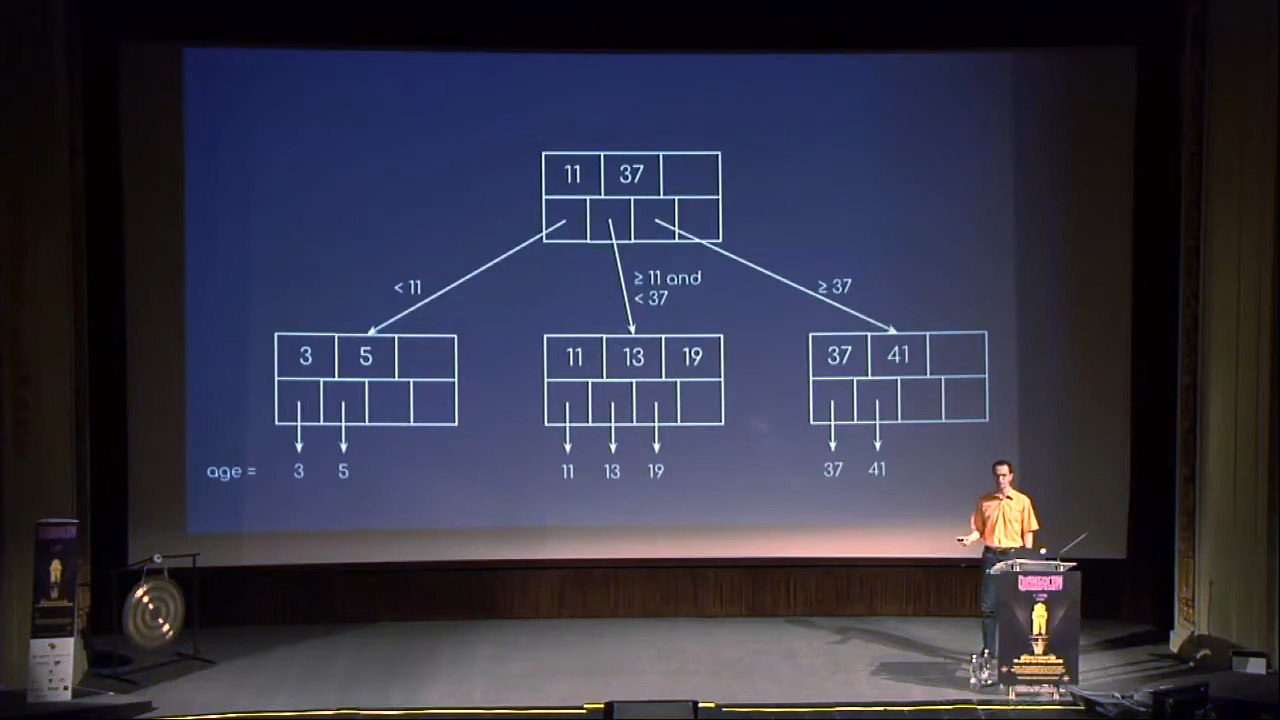 11 37
< 11
≥ 11 and
< 37
≥ 37
3 5
11 13 19
37 41
age = 3 5 11 13 19 37 41